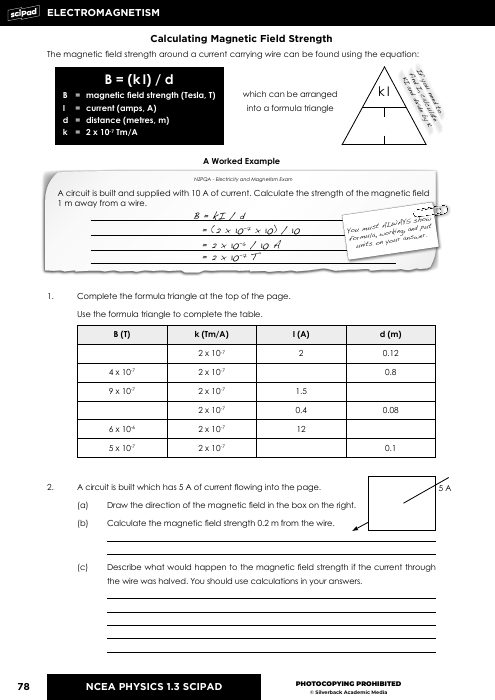 scipad ELECTROMAGNETISM
Calculating Magnetic Field Strength
The magnetic field strength around a current carrying wire can be found using the equation:
B = (k I) / d
B = magnetic field strength (Tesla, T)
I = current (amps, A)
d = distance (metres, m)
k = 2 x 10⁻⁷ Tm/A
which can be arranged
into a formula triangle
k I
If you need to
find I, calculate
kI and divide by k
A Worked Example
NZPQA - Electricity and Magnetism Exam
A circuit is built and supplied with 10 A of current. Calculate the strength of the magnetic field
1 m away from a wire.
B = kI / d
= (2 x 10⁻⁷ x 10) / 10
= 2 x 10⁻⁶ / 10 A
= 2 x 10⁻⁷ T
You must ALWAYS show
formula, working, and put
units on your answer.
1. Complete the formula triangle at the top of the page.
Use the formula triangle to complete the table.
B (T) k (Tm/A) I (A) d (m)
2 x 10⁻⁷ 2 0.12
4 x 10⁻⁷ 2 x 10⁻⁷ 0.8
9 x 10⁻⁷ 2 x 10⁻⁷ 1.5
2 x 10⁻⁷ 0.4 0.08
6 x 10⁻⁶ 2 x 10⁻⁷ 12
5 x 10⁻⁷ 2 x 10⁻⁷ 0.1
2. A circuit is built which has 5 A of current flowing into the page.
5 A
(a) Draw the direction of the magnetic field in the box on the right.
(b) Calculate the magnetic field strength 0.2 m from the wire.
(c) Describe what would happen to the magnetic field strength if the current through
the wire was halved. You should use calculations in your answers.
78 NCEA PHYSICS 1.3 SCIPAD
PHOTOCOPYING PROHIBITED
© Silverback Academic Media